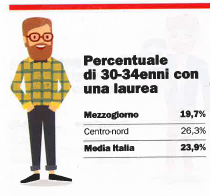 Percentuale
di 30-34enni con
una laurea
Mezzogiorno 19,7%
Centro-nord 26,3%
Media Italia 23,9%